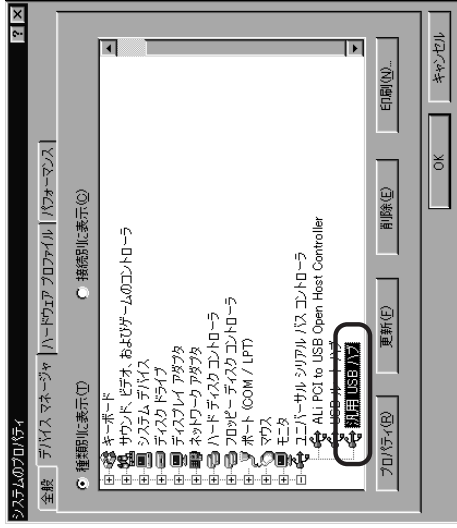 システムのプロパティ
? ×
全般 デバイス マネージャ ハードウェア プロファイル パフォーマンス
種類別に表示(T) 接続別に表示(C)
キーボード
サウンド、ビデオ、およびゲームのコントローラ
システム デバイス
ディスク ドライブ
ディスプレイ アダプタ
ネットワーク アダプタ
ハード ディスク コントローラ
フロッピー ディスク コントローラ
ポート (COM / LPT)
マウス
モニタ
ユニバーサル シリアル バス コントローラ
ALi PCI to USB Open Host Controller
USB ルート ハブ
汎用 USB ハブ
プロパティ(R) 更新(F) 削除(E) 印刷(N)...
OK キャンセル